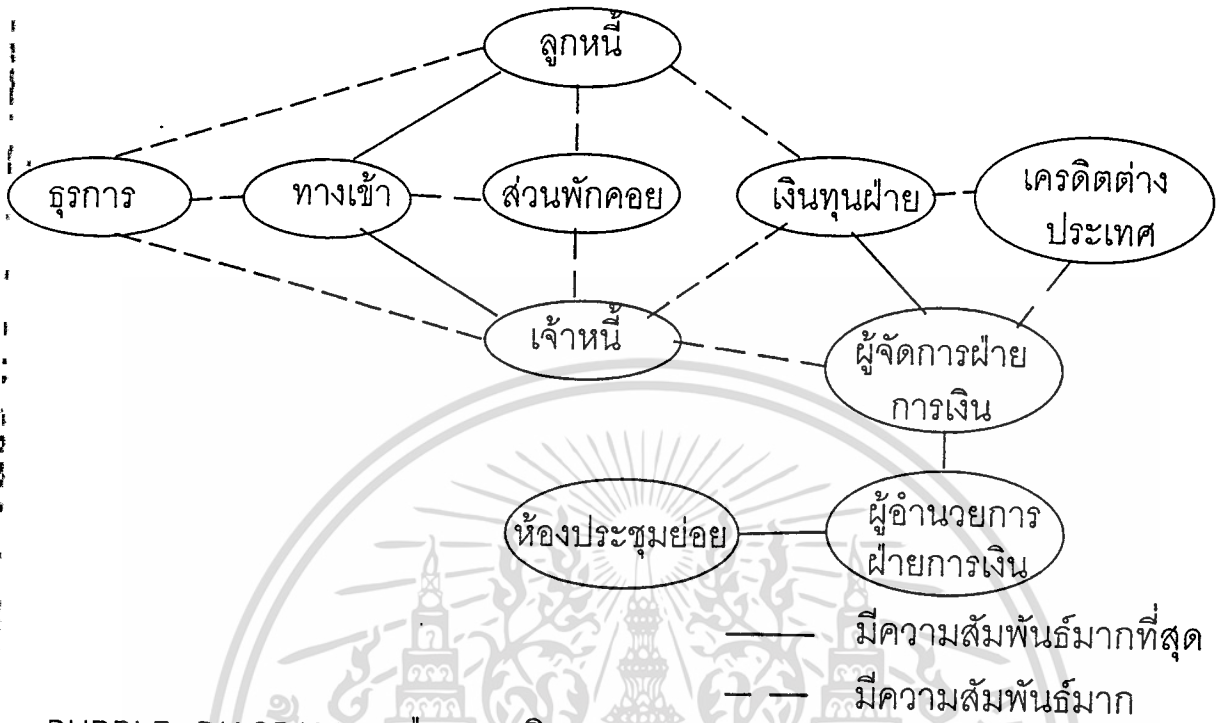 ลูกหนี้
ธุรการ
ทางเข้า
ส่วนพักคอย
เงินทุนฝ่าย
เครดิตต่าง
ประเทศ
เจ้าหนี้
ผู้จัดการฝ่าย
การเงิน
ห้องประชุมย่อย
ผู้อำนวยการ
ฝ่ายการเงิน
มีความสัมพันธ์มากที่สุด
มีความสัมพันธ์มาก